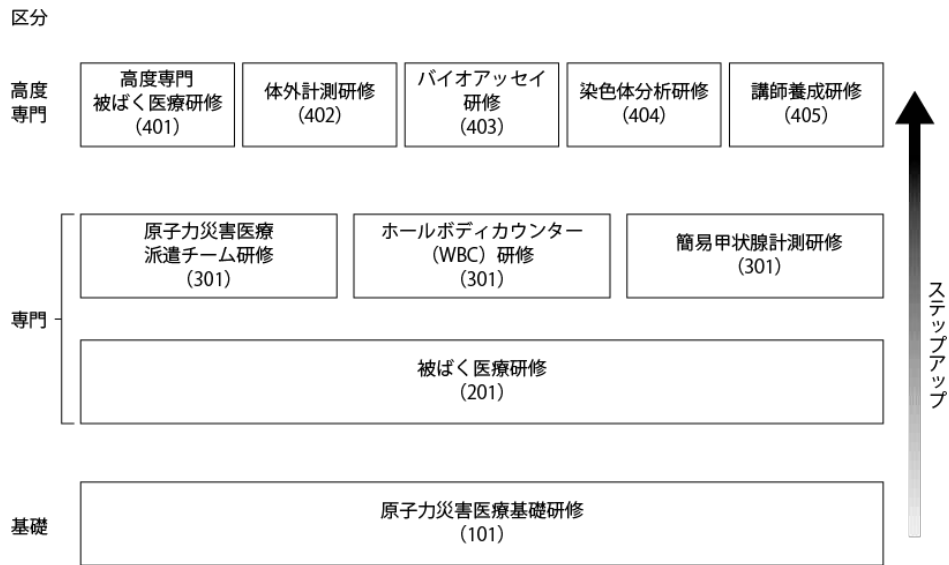 区分
高度
専門
高度専門
被ばく医療研修
(401)
体外計測研修
(402)
バイオアッセイ
研修
(403)
染色体分析研修
(404)
講師養成研修
(405)
専門
原子力災害医療
派遣チーム研修
(301)
ホールボディカウンター
(WBC) 研修
(301)
簡易甲状腺計測研修
(301)
被ばく医療研修
(201)
基礎
原子力災害医療基礎研修
(101)
ステップアップ